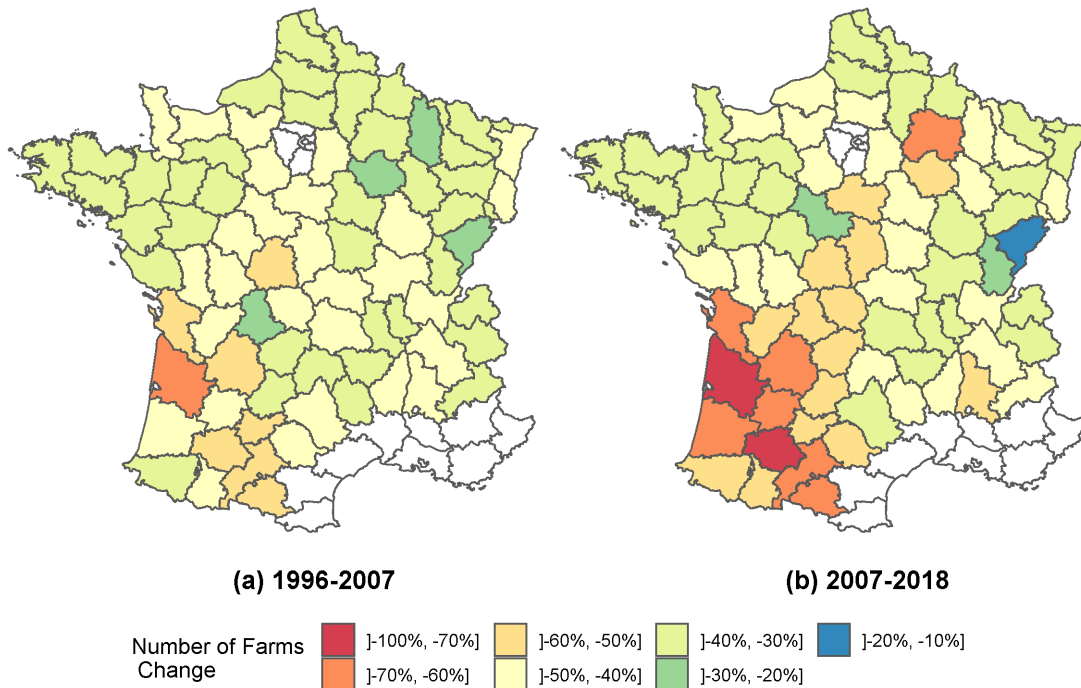 (a) 1996-2007
(b) 2007-2018
Number of Farms
Change
]-100%, -70%]
]-60%, -50%]
]-40%, -30%]
]-20%, -10%]
]-70%, -60%]
]-50%, -40%]
]-30%, -20%]